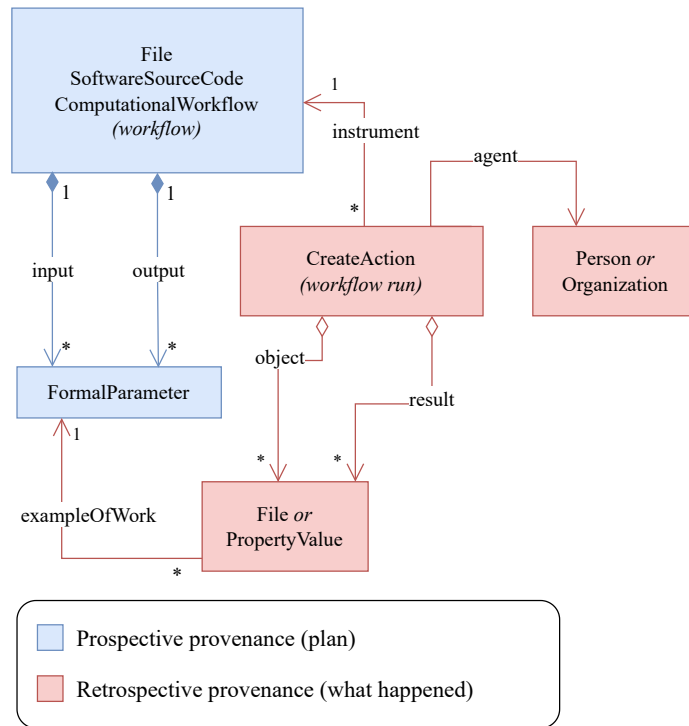 File
SoftwareSourceCode
ComputationalWorkflow
(workflow)
1
instrument
*
agent
1
1
input
output
*
*
CreateAction
(workflow run)
Person or
Organization
FormalParameter
1
object
result
*
*
File or
PropertyValue
exampleOfWork
*
Prospective provenance (plan)
Retrospective provenance (what happened)